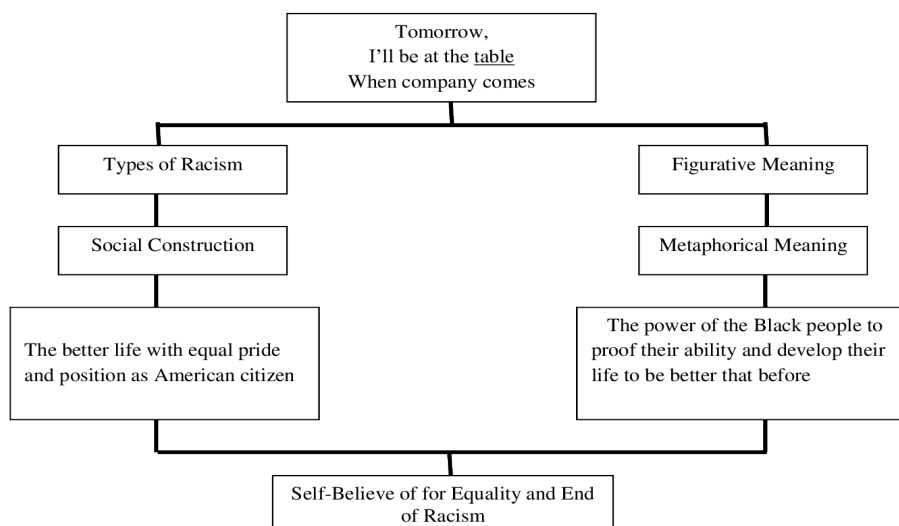 Tomorrow,
I'll be at the table
When company comes
Types of Racism
Figurative Meaning
Social Construction
Metaphorical Meaning
The better life with equal pride
and position as American citizen
The power of the Black people to
proof their ability and develop their
life to be better that before
Self-Believe of for Equality and End
of Racism